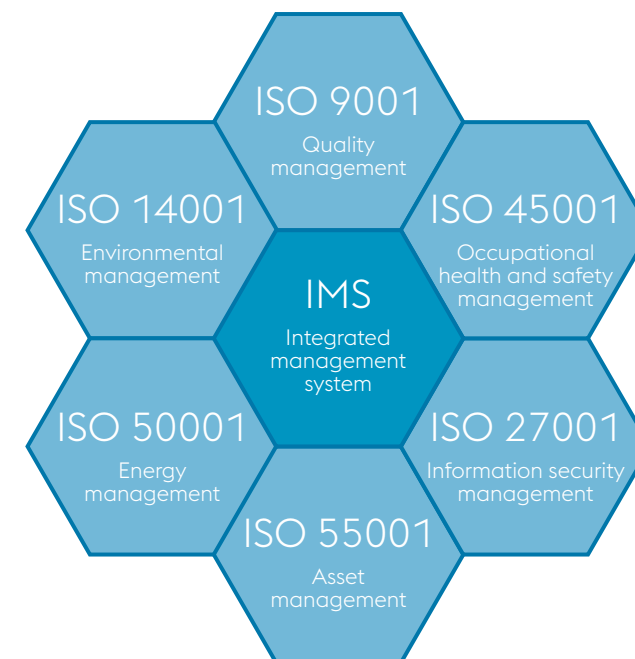 ISO 9001
Quality
management
ISO 14001
Environmental
management
ISO 45001
Occupational
health and safety
management
IMS
Integrated
management
system
ISO 50001
Energy
management
ISO 27001
Information security
management
ISO 55001
Asset
management